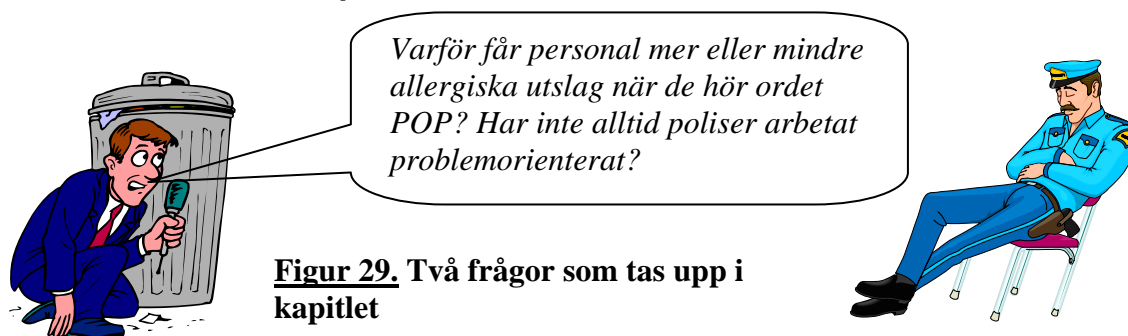 Varför får personal mer eller mindre
allergiska utslag när de hör ordet
POP? Har inte alltid poliser arbetat
problemorienterat?
Figur 29. Två frågor som tas upp i
kapitlet